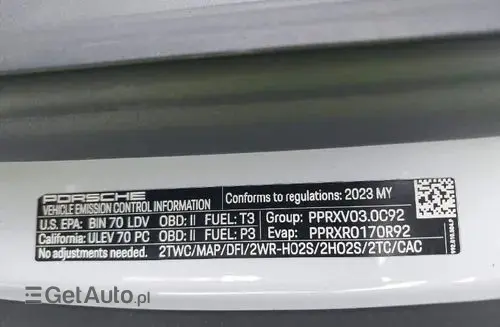 PORSCHE
VEHICLE EMISSION CONTROL INFORMATION
Conforms to regulations: 2023 MY
U.S. EPA: BIN 70 LDV OBD: II FUEL: T3 Group: PPRXV03.0C92
California: ULEV 70 PC OBD: II FUEL: P3 Evap: PPRXR0170R92
No adjustments needed. 2TWC/MAP/DFI/2WR-HO2S/2HO2S/2TC/CAC
GetAuto.pl